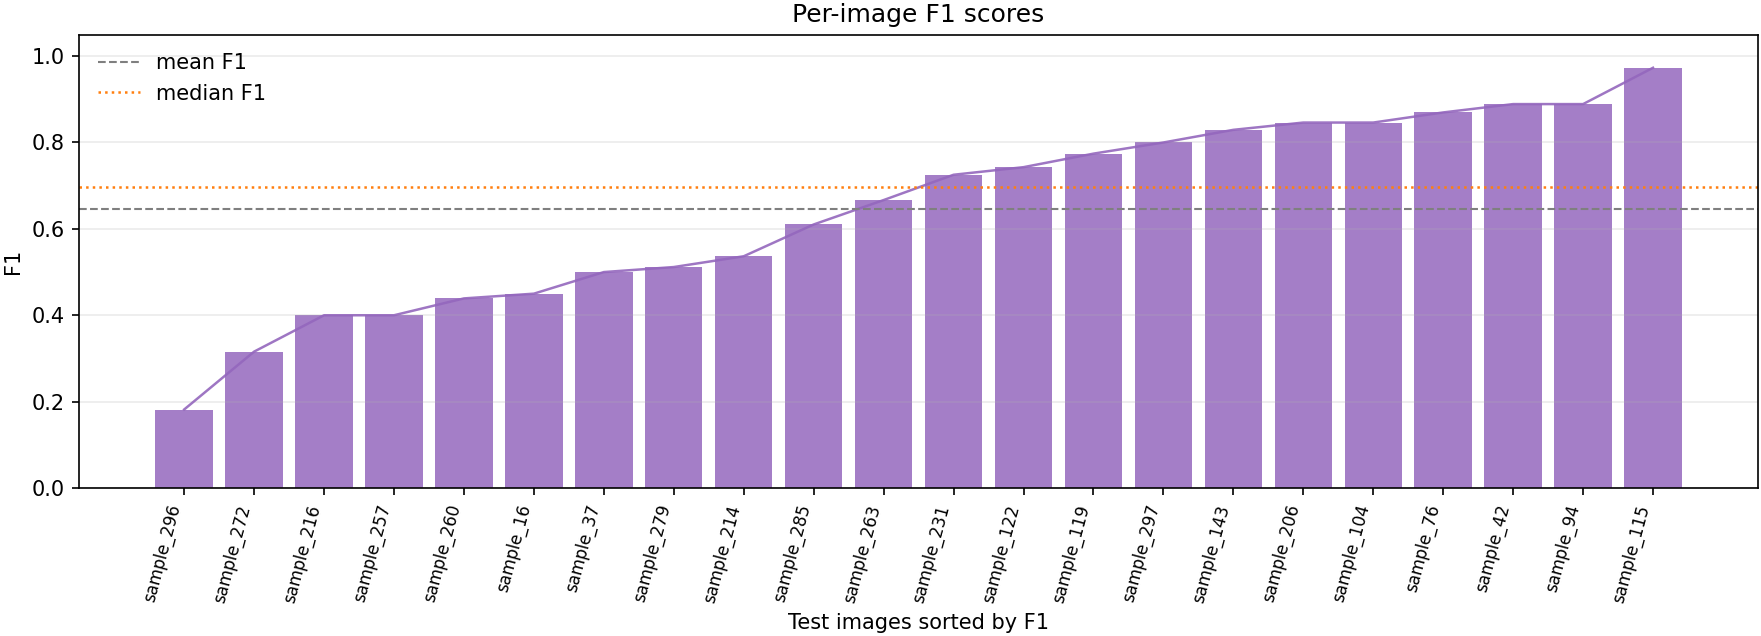 Per-image F1 scores
mean F1
median F1
F1
1.0
0.8
0.6
0.4
0.2
0.0
sample_296
sample_272
sample_216
sample_257
sample_260
sample_16
sample_37
sample_279
sample_214
sample_285
sample_263
sample_231
sample_122
sample_119
sample_297
sample_143
sample_206
sample_104
sample_76
sample_42
sample_94
sample_115
Test images sorted by F1